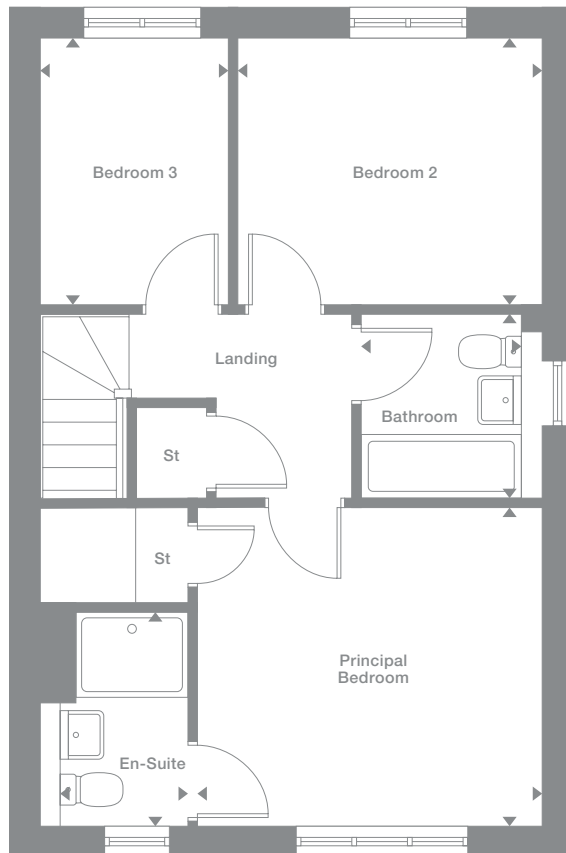 Bedroom 3
Bedroom 2
Landing
Bathroom
St
St
Principal
Bedroom
En-Suite